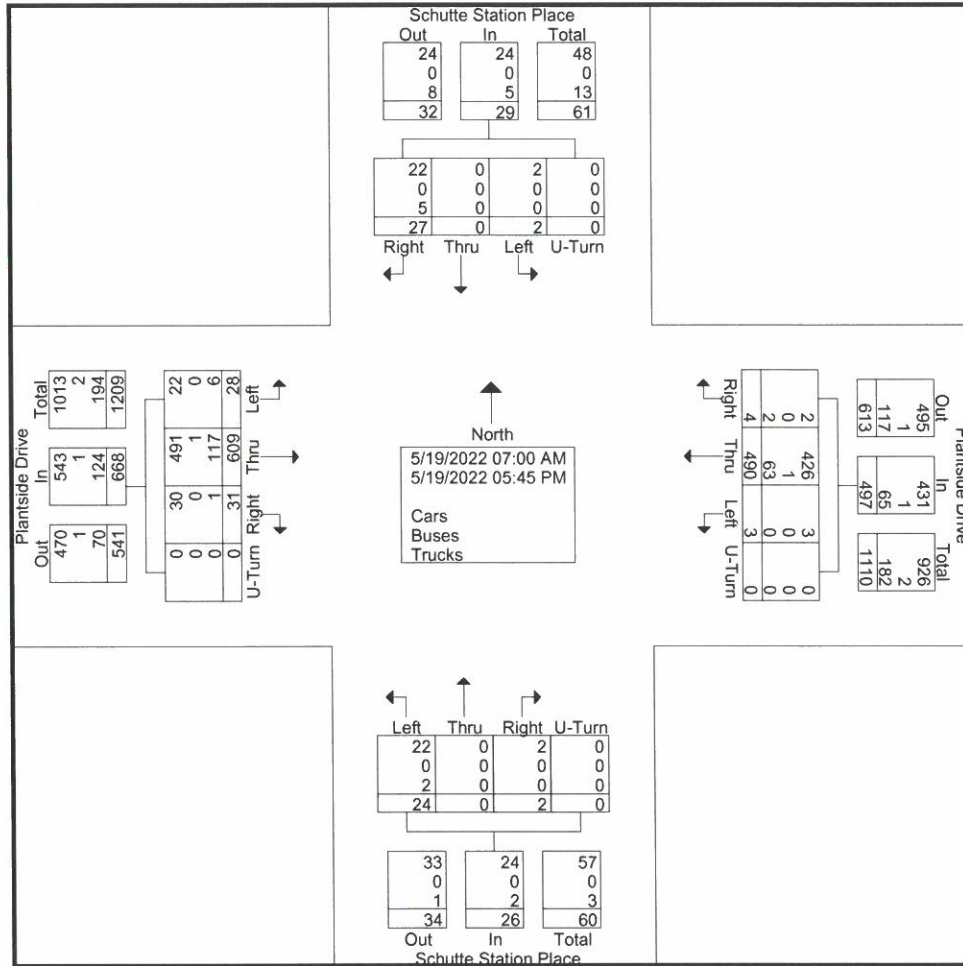 Schutte Station Place
Out In Total
24 24 48
0 0 0
8 5 13
32 29 61
22 0 2 0
0 0 0 0
5 0 0 0
27 0 2 0
Right Thru Left U-Turn
Plantside Drive
Total
1013
2
194
1209
In
543
1
124
668
Out
470
1
70
541
Left
22
0
6
28
Thru
491
1
117
609
Right
30
0
1
31
U-Turn
0
0
0
0
North
5/19/2022 07:00 AM
5/19/2022 05:45 PM
Cars
Buses
Trucks
Right
2
0
2
4
Thru
426
1
63
490
Left
3
0
0
3
U-Turn
0
0
0
0
Out
495
1
117
613
In
431
1
65
497
Total
926
2
182
1110
Plantside Drive
Left Thru Right U-Turn
22 0 2 0
0 0 0 0
2 0 0 0
24 0 2 0
33 24 57
0 0 0
1 2 3
34 26 60
Out In Total
Schutte Station Place